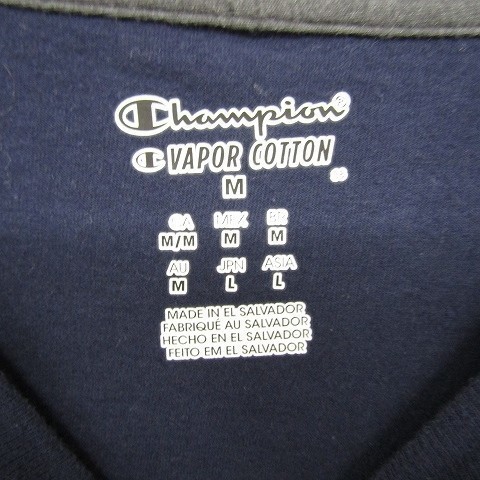 Champion®
VAPOR COTTON
M
CA MEX BR
M/M M M
AU JPN ASIA
M L L
MADE IN EL SALVADOR
FABRIQUÉ AU SALVADOR
HECHO EN EL SALVADOR
FEITO EM EL SALVADOR